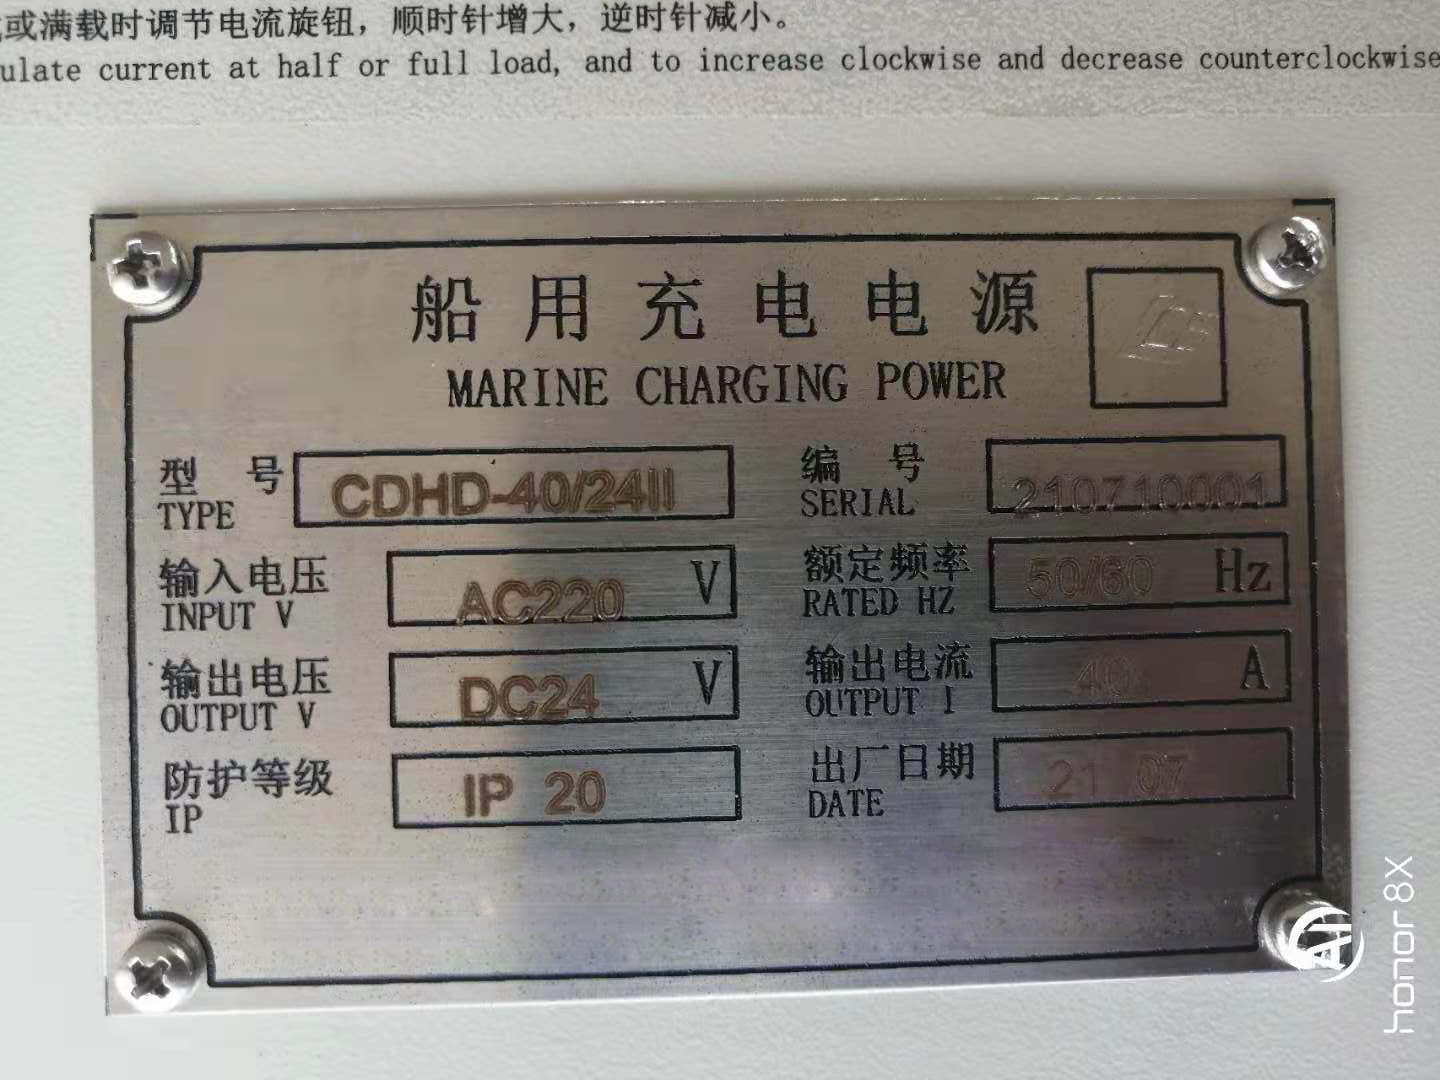 或满载时调节电流旋钮，顺时针增大，逆时针减小。
ulate current at half or full load, and to increase clockwise and decrease counterclockwise
船用充电电源
MARINE CHARGING POWER
型 号 CDHD-40/24II
TYPE
编 号 210710001
SERIAL
输入电压 AC220 V
INPUT V
额定频率 50/60 Hz
RATED HZ
输出电压 DC24 V
OUTPUT V
输出电流 40 A
OUTPUT I
防护等级 IP 20
IP
出厂日期 21 07
DATE
AI
honor 8X